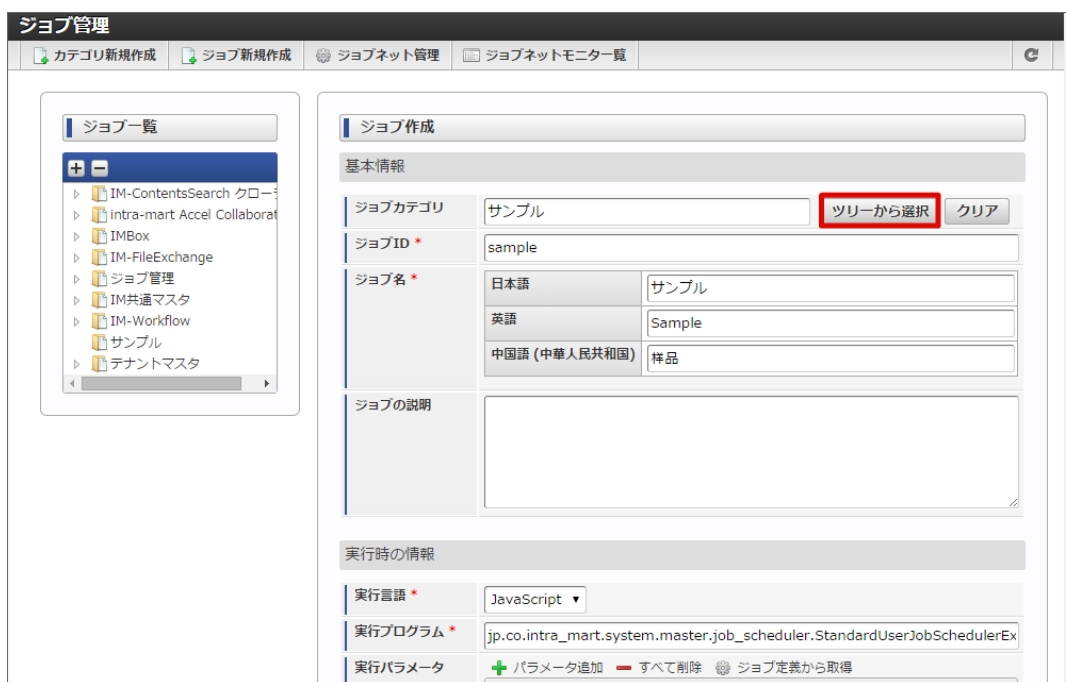 ジョブ管理
カテゴリ新規作成 ジョブ新規作成 ジョブネット管理 ジョブネットモニター覧
ジョブ一覧
IM-ContentsSearch クロー
intra-mart Accel Collaborat
IMBox
IM-FileExchange
ジョブ管理
IM共通マスタ
IM-Workflow
サンプル
テナントマスタ
ジョブ作成
基本情報
ジョブカテゴリ サンプル ツリーから選択 クリア
ジョブID * sample
ジョブ名 * 日本語 サンプル
英語 Sample
中国語 (中華人民共和国) 样品
ジョブの説明
実行時の情報
実行言語 * JavaScript ▼
実行プログラム * jp.co.intra_mart.system.master.job_scheduler.StandardUserJobSchedulerEx
実行パラメータ パラメータ追加 すべて削除 ジョブ定義から取得